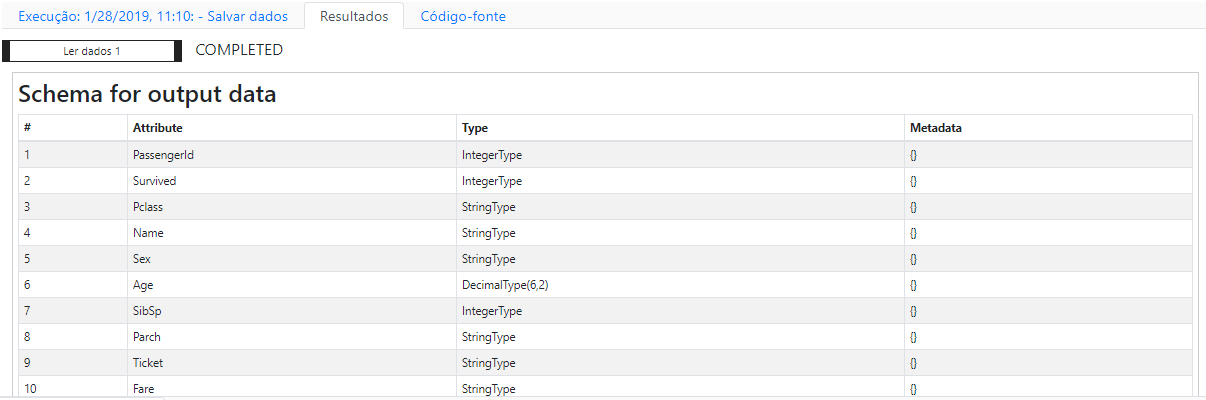 Execução: 1/28/2019, 11:10: - Salvar dados Resultados Código-fonte
Ler dados 1 COMPLETED
Schema for output data
# Attribute Type Metadata
1 PassengerId IntegerType {}
2 Survived IntegerType {}
3 Pclass StringType {}
4 Name StringType {}
5 Sex StringType {}
6 Age DecimalType(6,2) {}
7 SibSp IntegerType {}
8 Parch StringType {}
9 Ticket StringType {}
10 Fare StringType {}